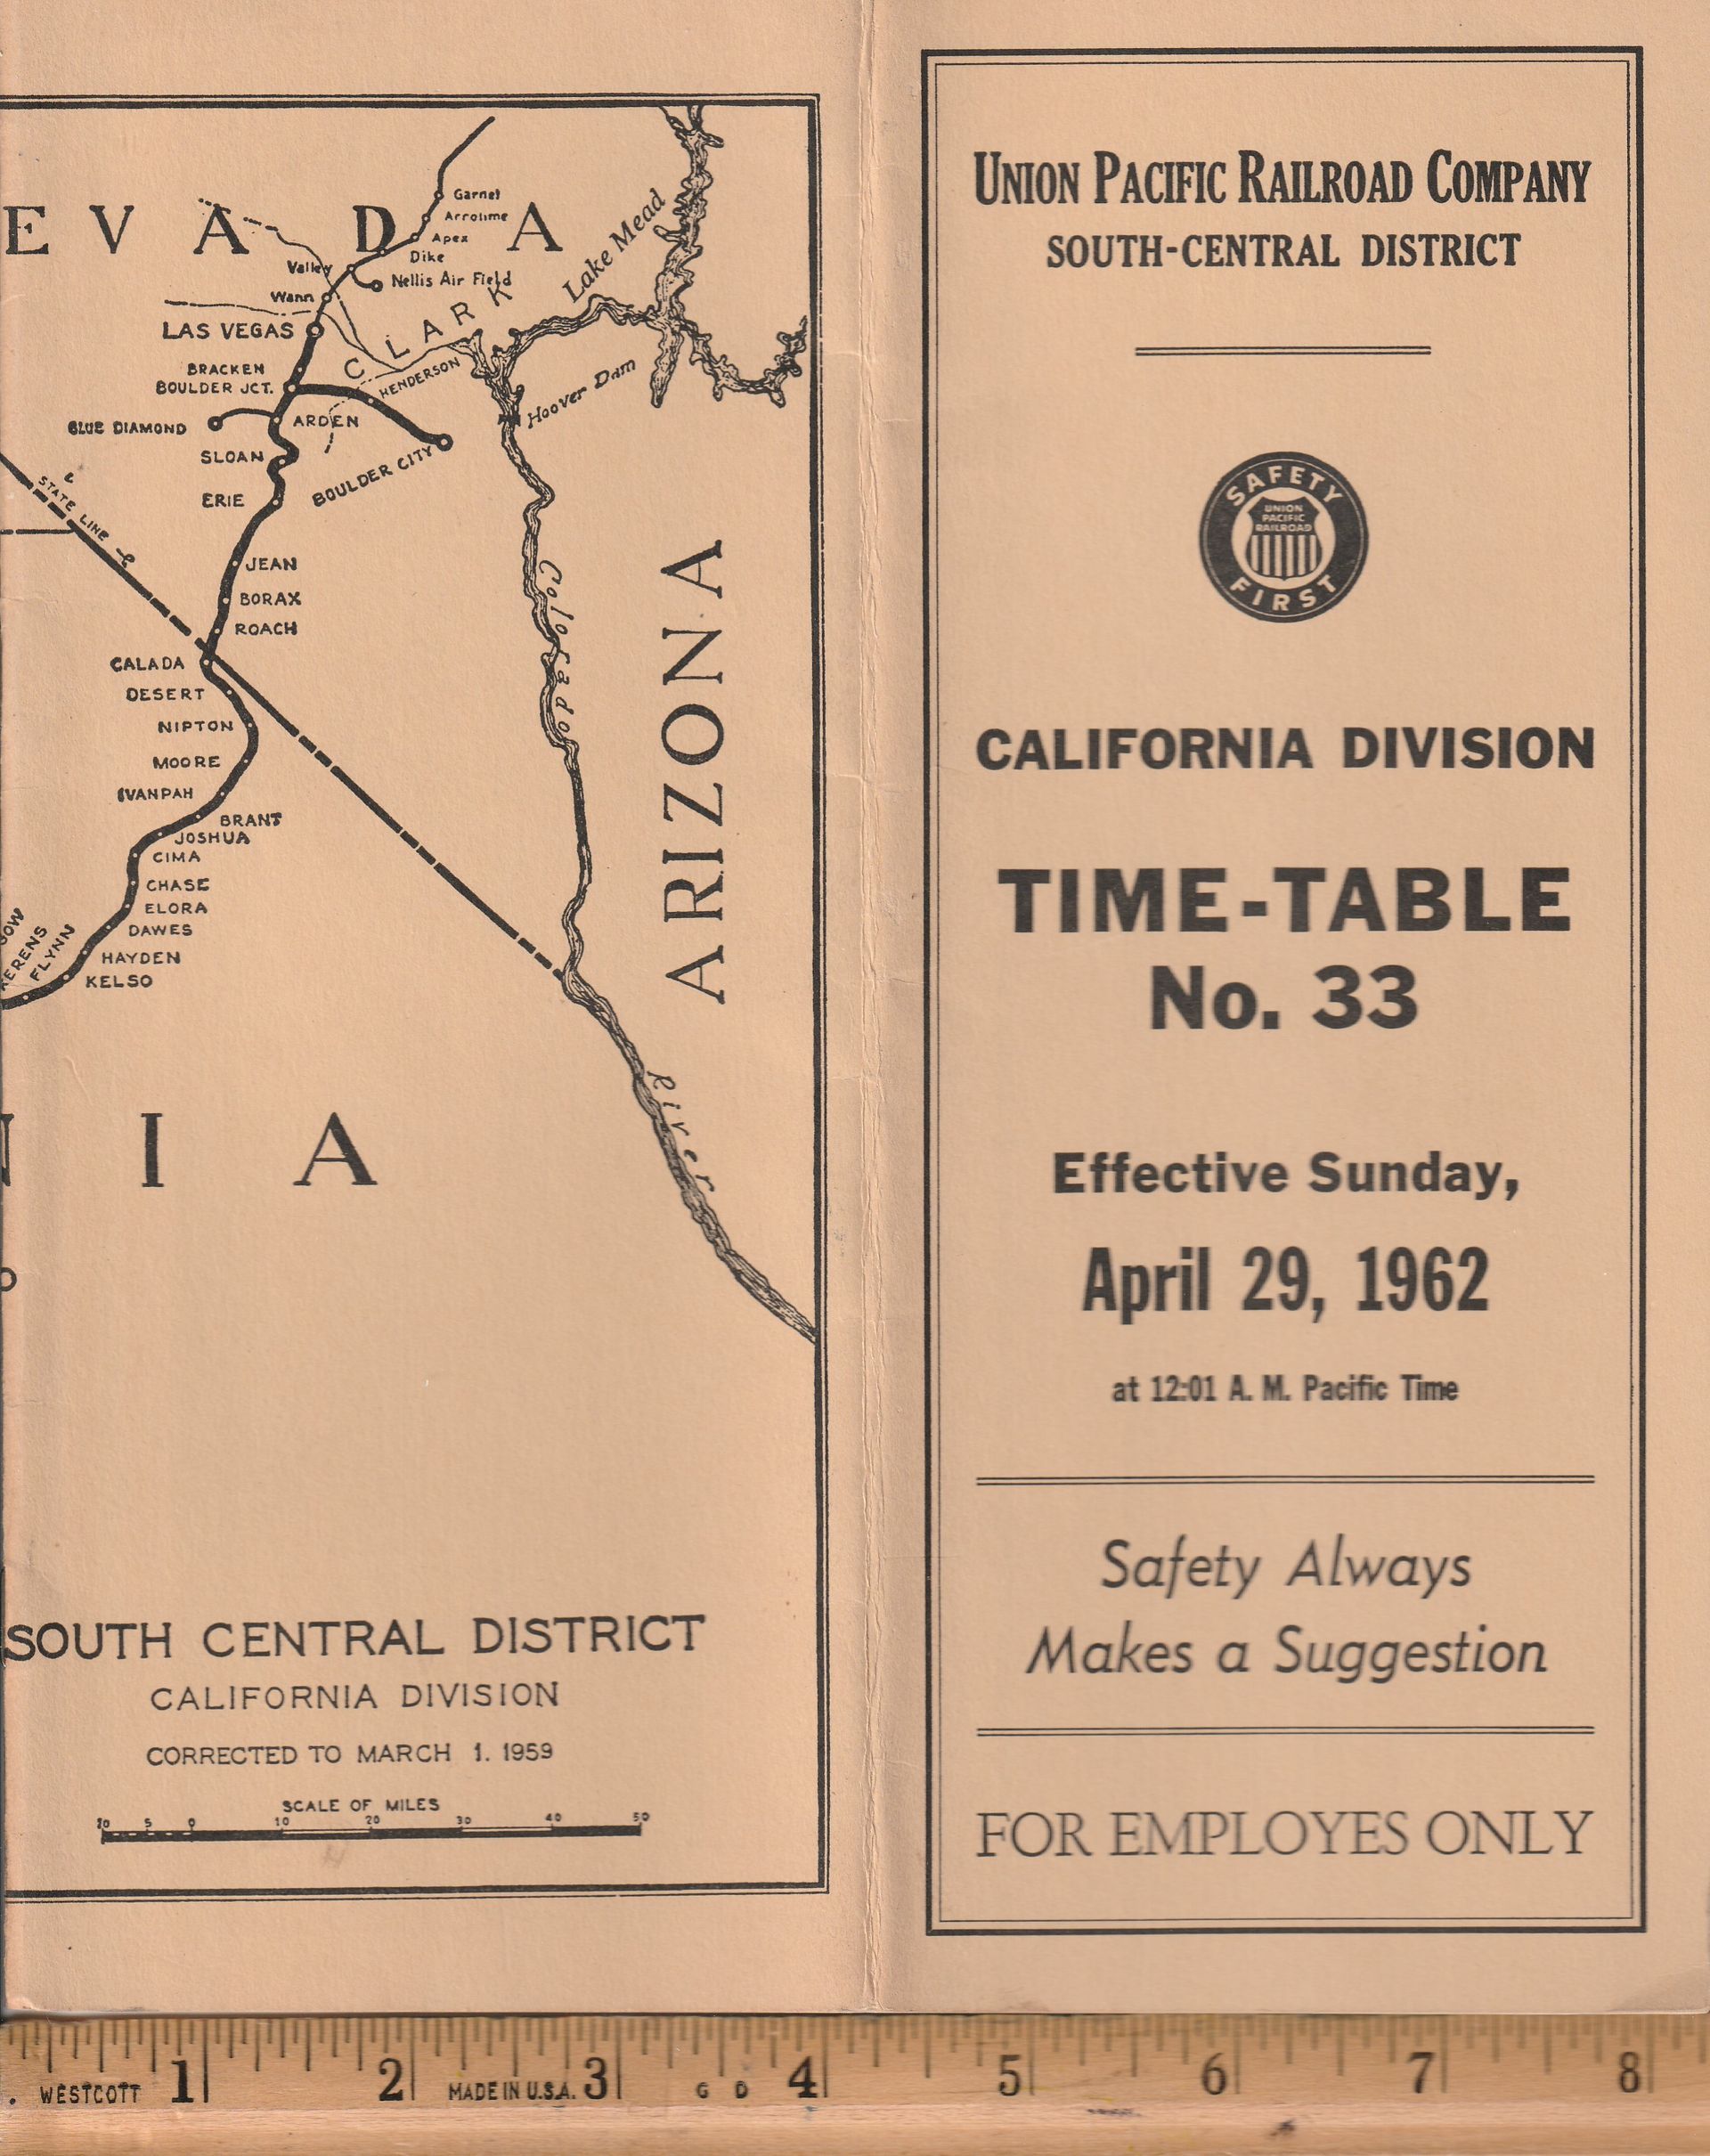 E V A D A
Garnet
Arrolime
Apex
Dike
Valley
Nellis Air Field
Wann
LAS VEGAS
CLARK
Lake Mead
BRACKEN
BOULDER JCT.
HENDERSON
Hoover Dam
BLUE DIAMOND
ARDEN
SLOAN
BOULDER CITY
STATE LINE
ERIE
JEAN
BORAX
ROACH
CALADA
DESERT
NIPTON
MOORE
IVANPAH
BRANT
JOSHUA
CIMA
CHASE
ELORA
DAWES
HAYDEN
KELSO
FLYNN
KERENS
Colorado
River
ARIZONA
N I A
SOUTH CENTRAL DISTRICT
CALIFORNIA DIVISION
CORRECTED TO MARCH 1. 1959
SCALE OF MILES
10 5 0 10 20 30 40 50
UNION PACIFIC RAILROAD COMPANY
SOUTH-CENTRAL DISTRICT
SAFETY
UNION
PACIFIC
RAILROAD
FIRST
CALIFORNIA DIVISION
TIME-TABLE
No. 33
Effective Sunday,
April 29, 1962
at 12:01 A. M. Pacific Time
Safety Always
Makes a Suggestion
FOR EMPLOYES ONLY
1 2 3 4 5 6 7 8
. WESTCOTT MADE IN U.S.A. G D